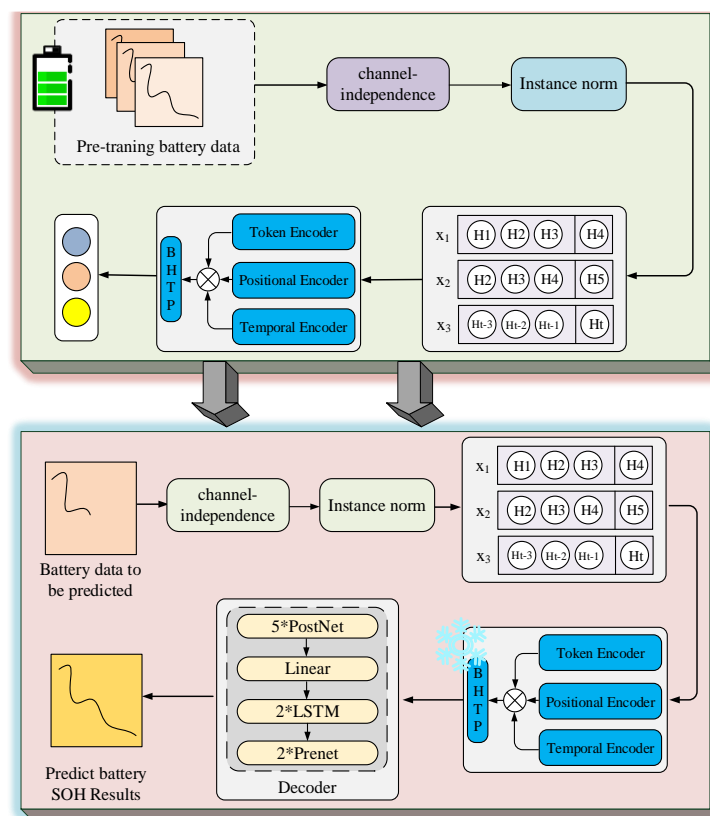 Pre-traning battery data
channel-
independence
Instance norm
x1 H1 H2 H3 H4
x2 H2 H3 H4 H5
x3 Ht-3 Ht-2 Ht-1 Ht
Token Encoder
Positional Encoder
Temporal Encoder
BHTP
Battery data to
be predicted
channel-
independence
Instance norm
x1 H1 H2 H3 H4
x2 H2 H3 H4 H5
x3 Ht-3 Ht-2 Ht-1 Ht
Token Encoder
Positional Encoder
Temporal Encoder
BHTP
5*PostNet
Linear
2*LSTM
2*Prenet
Decoder
Predict battery
SOH Results